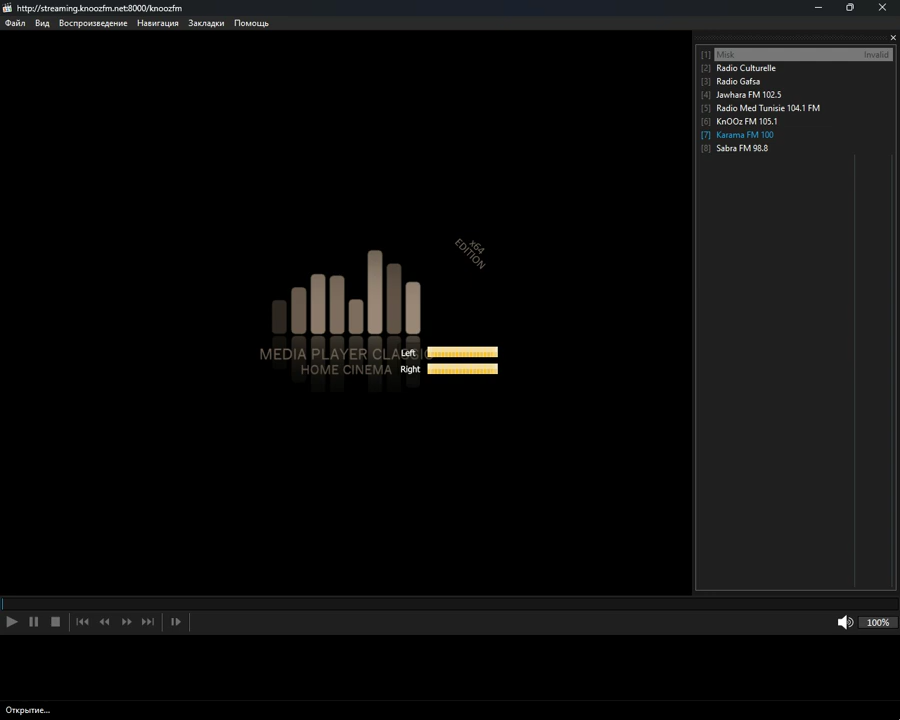 http://streaming.knoozfm.net:8000/knoozfm
Файл Вид Воспроизведение Навигация Закладки Помощь
[1] Misk Invalid
[2] Radio Culturelle
[3] Radio Gafsa
[4] Jawhara FM 102.5
[5] Radio Med Tunisie 104.1 FM
[6] KnOOz FM 105.1
[7] Karama FM 100
[8] Sabra FM 98.8
x64
EDITION
MEDIA PLAYER CLASSIC
HOME CINEMA
Left
Right
100%
Открытие...